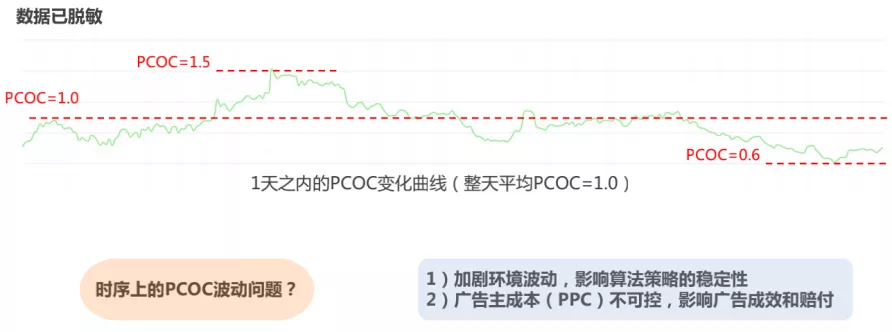 数据已脱敏
PCOC=1.5
PCOC=1.0
PCOC=0.6
1天之内的PCOC变化曲线（整天平均PCOC=1.0）
时序上的PCOC波动问题？
1）加剧环境波动，影响算法策略的稳定性
2）广告主成本（PPC）不可控，影响广告成效和赔付